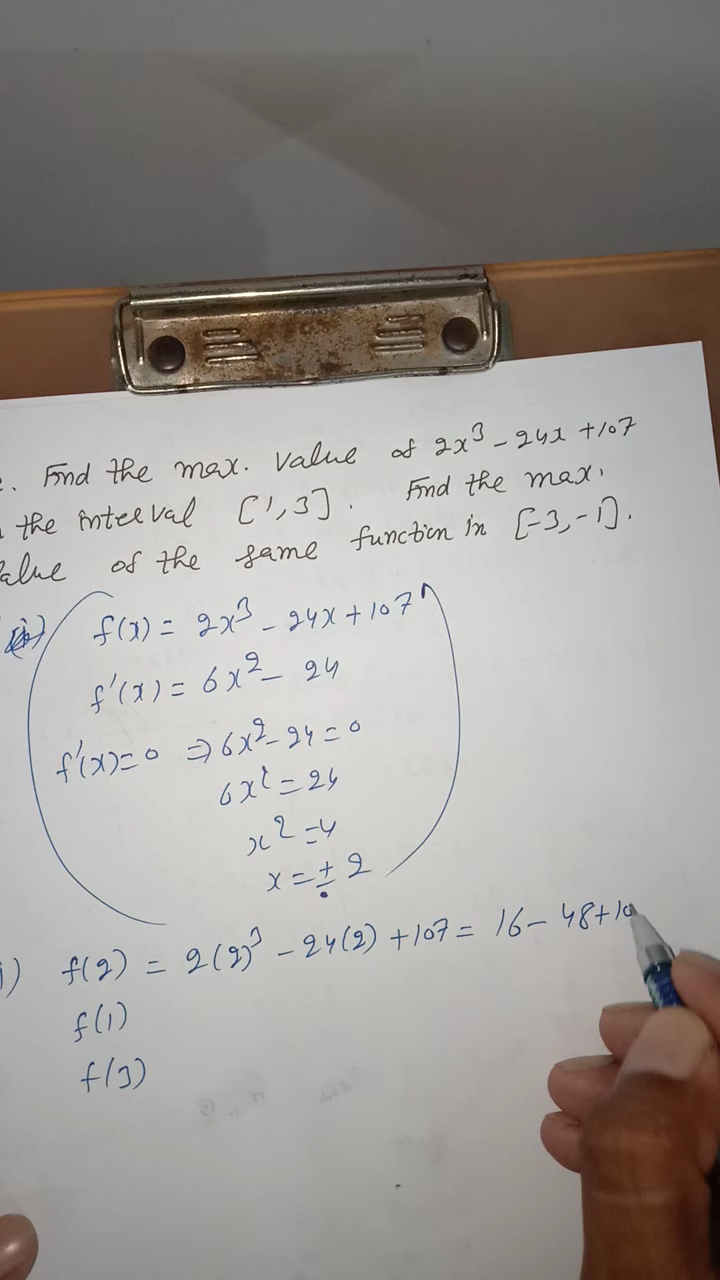 . Find the max. value of 2x³ - 24x + 107
the interval [1, 3]. Find the max.
of the same function in [-3, -1].
f(x) = 2x³ - 24x + 107
f'(x) = 6x² - 24
f'(x) = 0 ⇒ 6x² - 24 = 0
6x² = 24
x² = 4
x = ± 2
) f(2) = 2(2)³ - 24(2) + 107 = 16 - 48 + 10
f(1)
f(3)